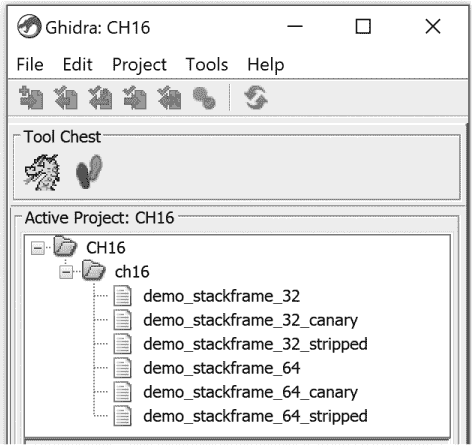 Ghidra: CH16
File Edit Project Tools Help
Tool Chest
Active Project: CH16
CH16
ch16
demo_stackframe_32
demo_stackframe_32_canary
demo_stackframe_32_stripped
demo_stackframe_64
demo_stackframe_64_canary
demo_stackframe_64_stripped